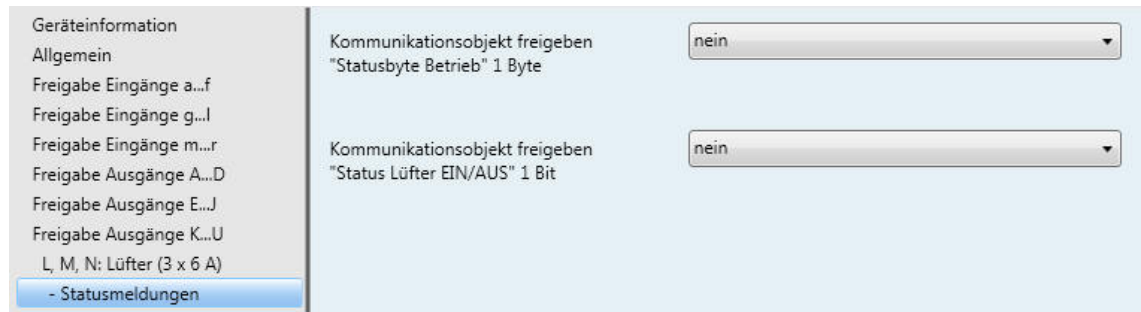 Geräteinformation
Allgemein
Freigabe Eingänge a...f
Freigabe Eingänge g...l
Freigabe Eingänge m...r
Freigabe Ausgänge A...D
Freigabe Ausgänge E...J
Freigabe Ausgänge K...U
L, M, N: Lüfter (3 x 6 A)
- Statusmeldungen
Kommunikationsobjekt freigeben
"Statusbyte Betrieb" 1 Byte
nein
Kommunikationsobjekt freigeben
"Status Lüfter EIN/AUS" 1 Bit
nein